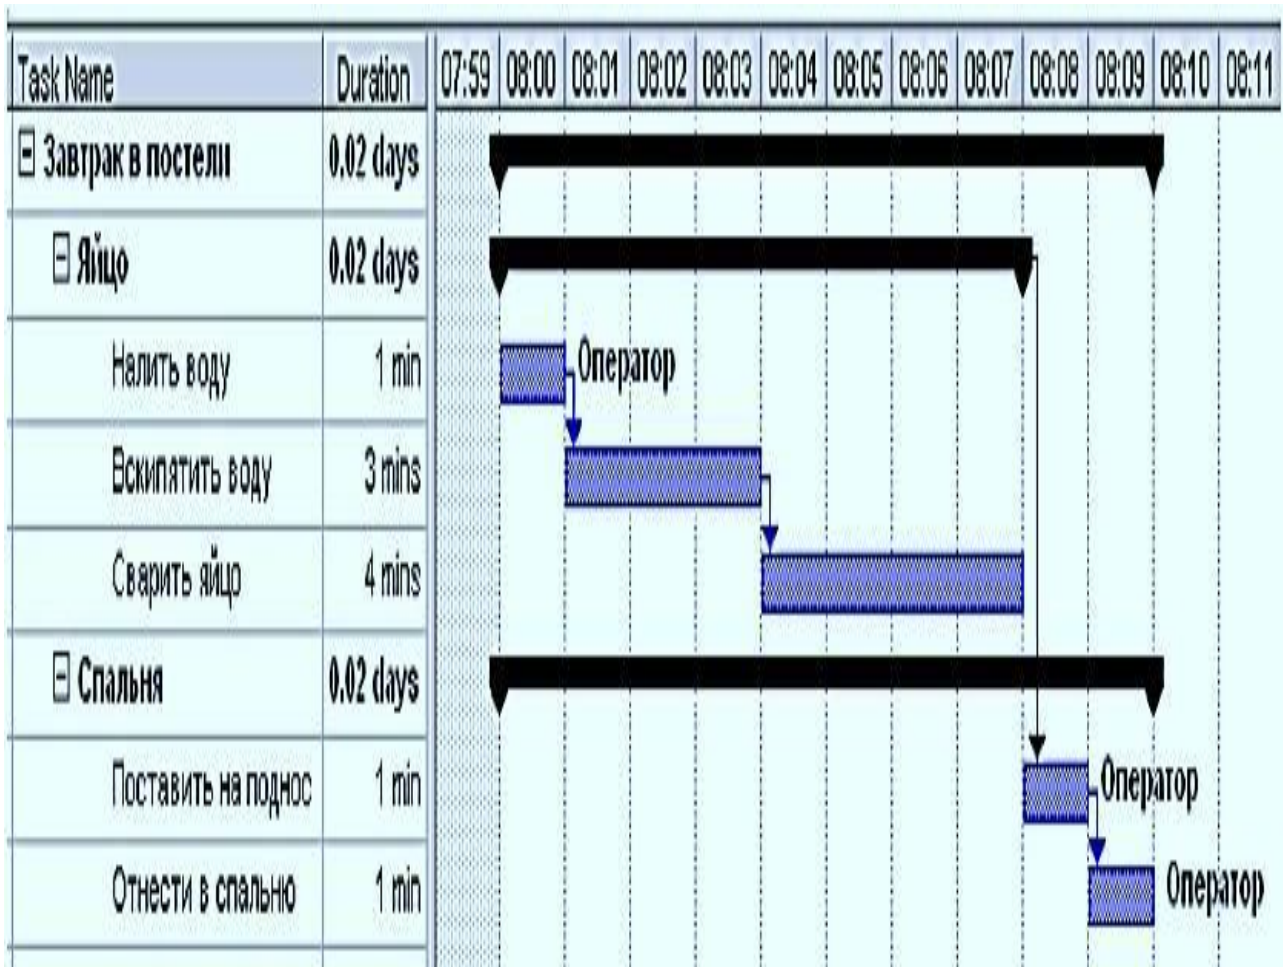 Task Name Duration 07:59 08:00 08:01 08:02 08:03 08:04 08:05 08:06 08:07 08:08 08:09 08:10 08:11
Завтрак в постели 0.02 days
Яйцо 0.02 days
Налить воду 1 min Оператор
Вскипятить воду 3 mins
Сварить яйцо 4 mins
Спальня 0.02 days
Поставить на поднос 1 min Оператор
Отнести в спальню 1 min Оператор